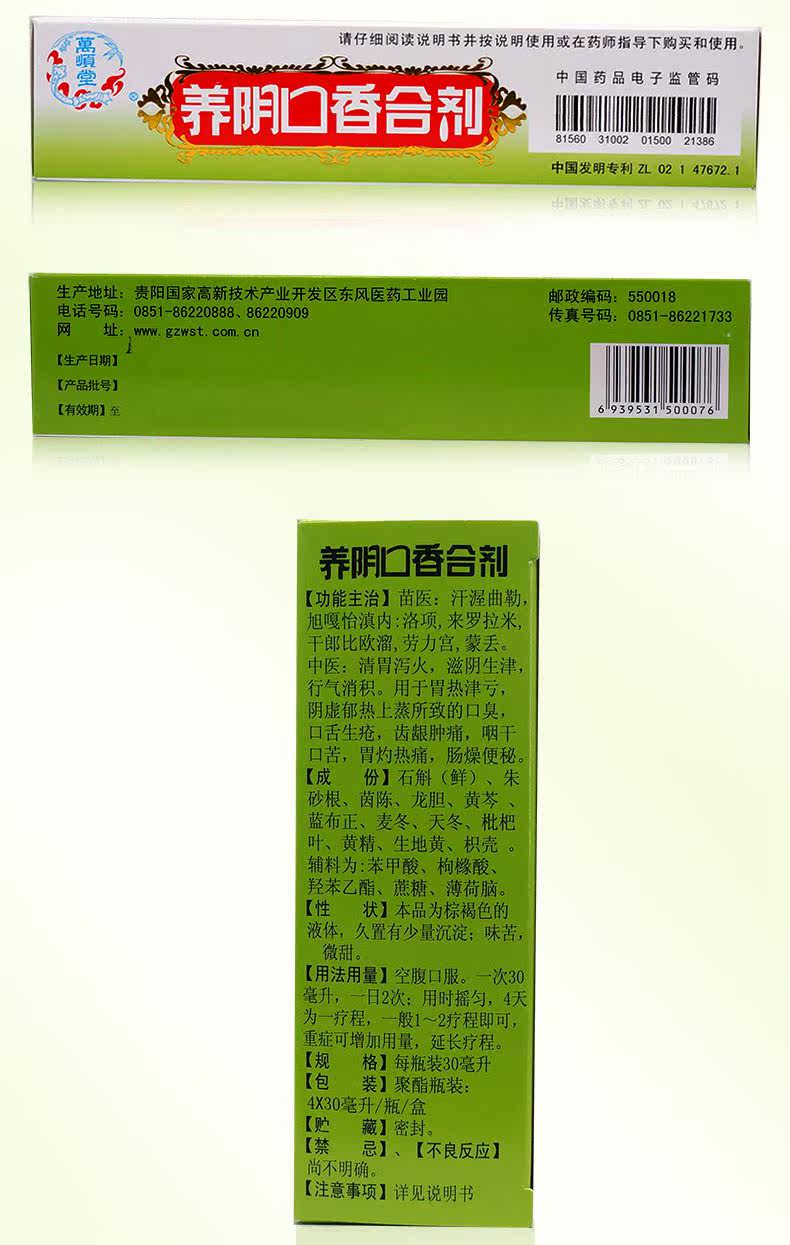 萬順堂
®
请仔细阅读说明书并按说明使用或在药师指导下购买和使用。
养阴口香合剂
中国药品电子监管码
81560 31002 01500 21386
中国发明专利 ZL 02 1 47672.1
生产地址：贵阳国家高新技术产业开发区东风医药工业园
电话号码：0851-86220888、86220909
网 址：www.gzwst.com.cn
邮政编码：550018
传真号码：0851-86221733
【生产日期】
【产品批号】
【有效期】至
6 939531 500076
养阴口香合剂
【功能主治】苗医：汗渥曲勒，
旭嘎怡滇内:洛项,来罗拉米,
干郎比欧溜,劳力宫,蒙丢。
中医：清胃泻火，滋阴生津，
行气消积。用于胃热津亏，
阴虚郁热上蒸所致的口臭，
口舌生疮，齿龈肿痛，咽干
口苦，胃灼热痛，肠燥便秘。
【成 份】石斛（鲜）、朱
砂根、茵陈、龙胆、黄芩 、
蓝布正、麦冬、天冬、枇杷
叶、黄精、生地黄、枳壳 。
辅料为:苯甲酸、枸橼酸、
羟苯乙酯、蔗糖、薄荷脑。
【性 状】本品为棕褐色的
液体，久置有少量沉淀；味苦，
微甜。
【用法用量】空腹口服。一次30
毫升，一日2次；用时摇匀，4天
为一疗程，一般1～2疗程即可，
重症可增加用量，延长疗程。
【规 格】每瓶装30毫升
【包 装】聚酯瓶装：
4X30毫升/瓶/盒
【贮 藏】密封。
【禁 忌】、【不良反应】
尚不明确。
【注意事项】详见说明书